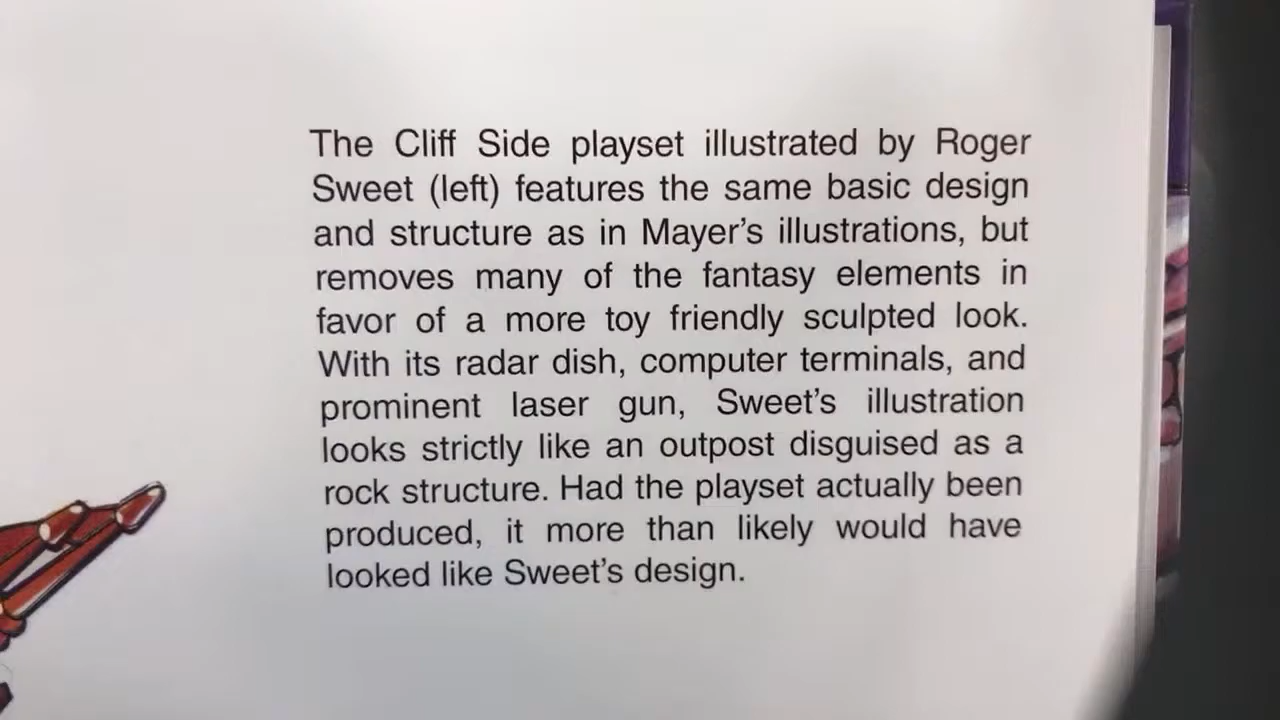 The Cliff Side playset illustrated by Roger
Sweet (left) features the same basic design
and structure as in Mayer's illustrations, but
removes many of the fantasy elements in
favor of a more toy friendly sculpted look.
With its radar dish, computer terminals, and
prominent laser gun, Sweet's illustration
looks strictly like an outpost disguised as a
rock structure. Had the playset actually been
produced, it more than likely would have
looked like Sweet's design.